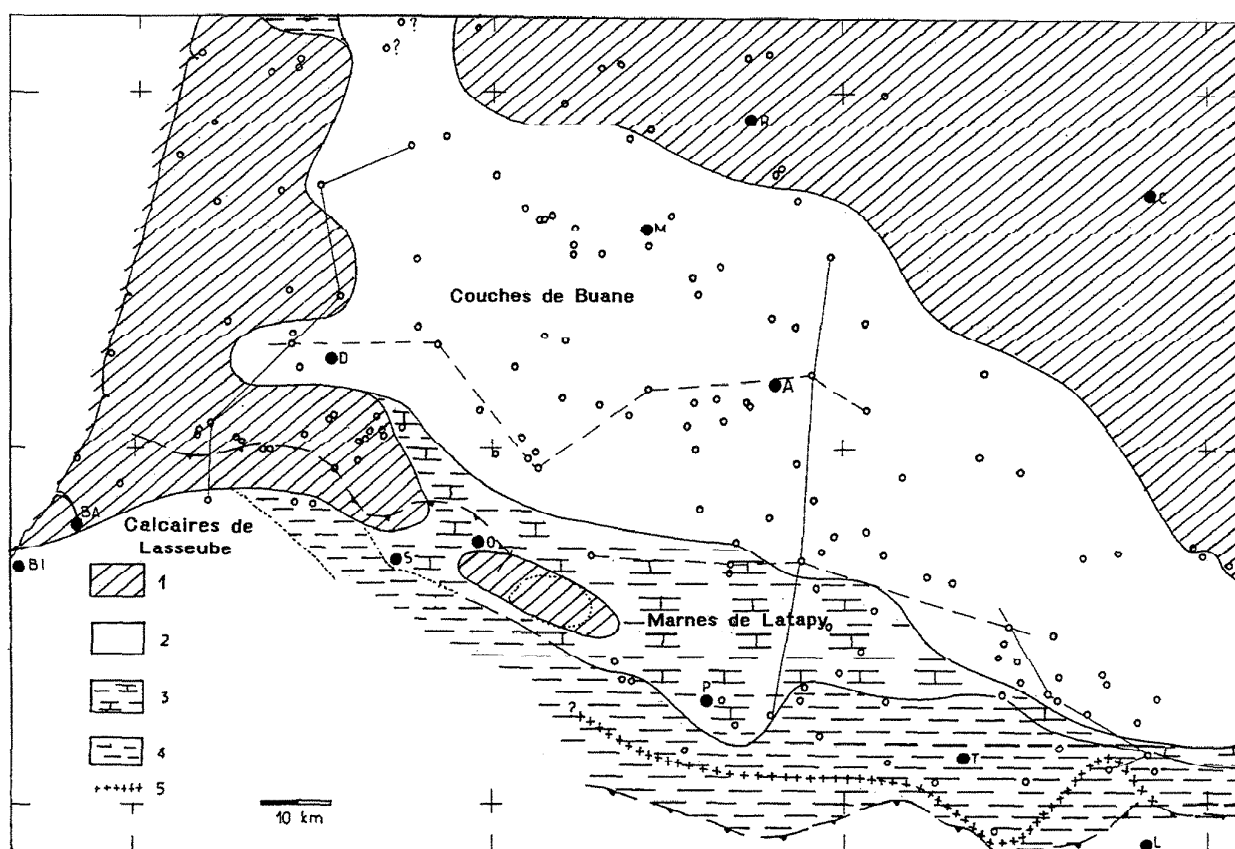 ?
?
R
C
M
Couches de Buane
D
A
BA
Calcaires de
Lasseube
BI
S
O
1
Marnes de Latapy
2
3
P
?
4
T
5
10 km
L